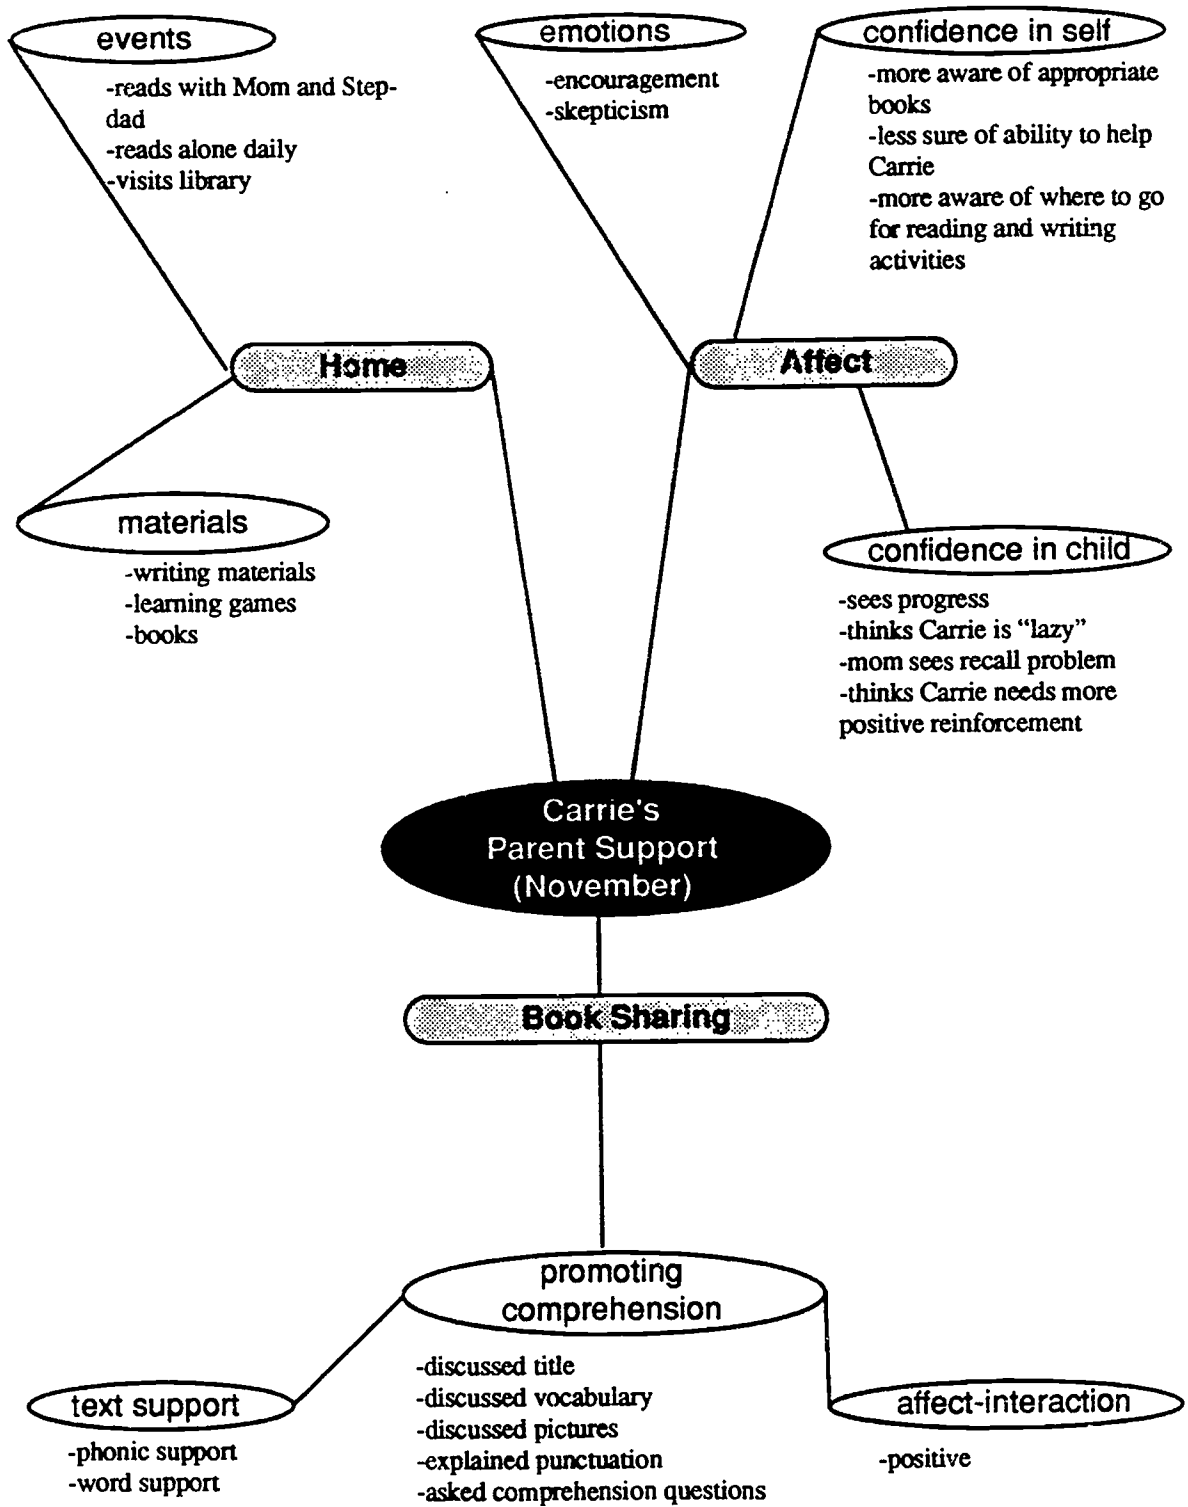 events
-reads with Mom and Step-
dad
-reads alone daily
-visits library
emotions
-encouragement
-skepticism
confidence in self
-more aware of appropriate
books
-less sure of ability to help
Carrie
-more aware of where to go
for reading and writing
activities
Home
Affect
materials
-writing materials
-learning games
-books
confidence in child
-sees progress
-thinks Carrie is “lazy”
-mom sees recall problem
-thinks Carrie needs more
positive reinforcement
Carrie's
Parent Support
(November)
Book Sharing
promoting
comprehension
-discussed title
-discussed vocabulary
-discussed pictures
-explained punctuation
-asked comprehension questions
text support
-phonic support
-word support
affect-interaction
-positive